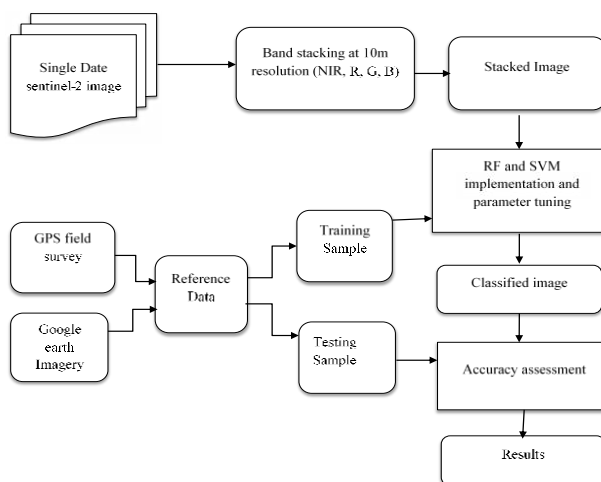 Single Date
sentinel-2 image
Band stacking at 10m
resolution (NIR, R, G, B)
Stacked Image
RF and SVM
implementation and
parameter tuning
GPS field
survey
Reference
Data
Training
Sample
Classified image
Google
earth
Imagery
Testing
Sample
Accuracy assessment
Results